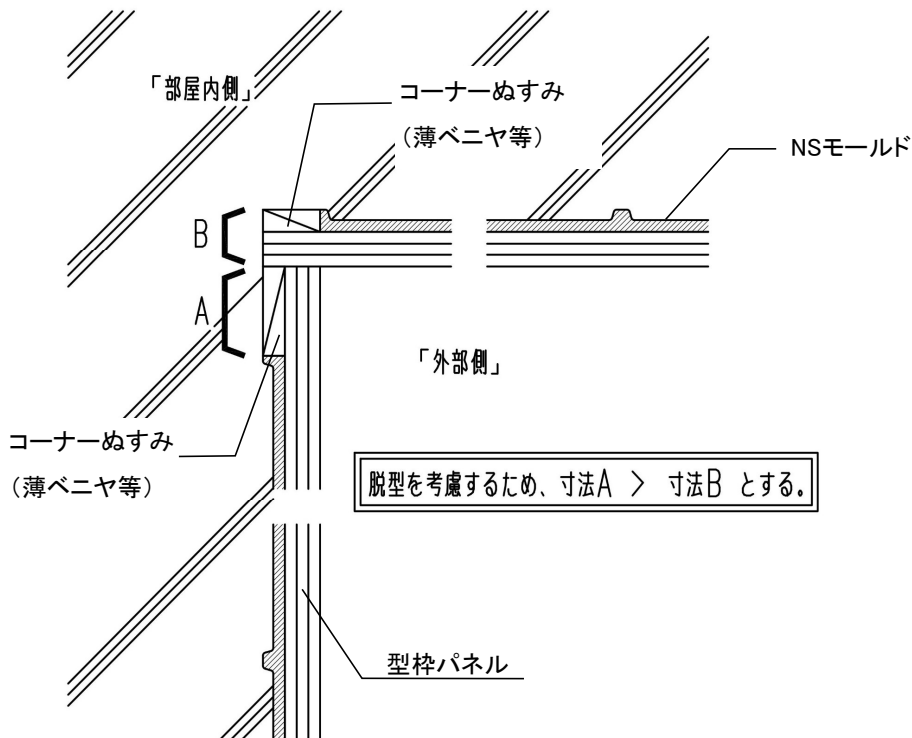 「部屋内側」
コーナーぬすみ
（薄ベニヤ等）
NSモールド
B
A
「外部側」
コーナーぬすみ
（薄ベニヤ等）
脱型を考慮するため、寸法A ＞ 寸法B とする。
型枠パネル